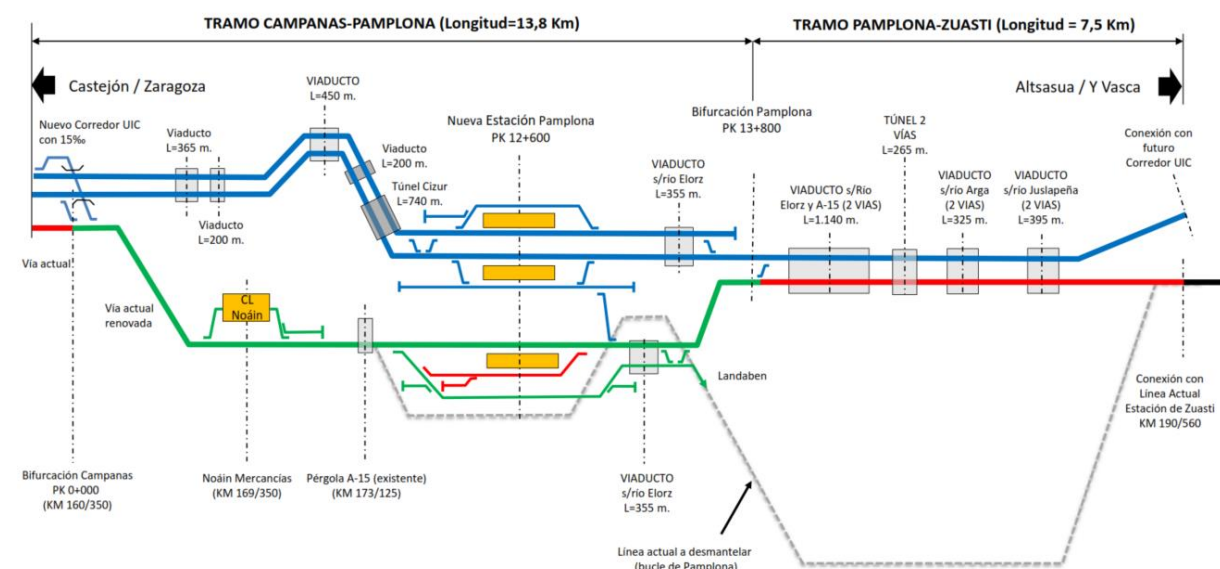 TRAMO CAMPANAS-PAMPLONA (Longitud=13,8 Km)
TRAMO PAMPLONA-ZUASTI (Longitud = 7,5 Km)
Castejón / Zaragoza
Altsasua / Y Vasca
Nuevo Corredor UIC
con 15‰
Viaducto
L=365 m.
Viaducto
L=200 m.
VIADUCTO
L=450 m.
Viaducto
L=200 m.
Túnel Cizur
L=740 m.
Nueva Estación Pamplona
PK 12+600
VIADUCTO
s/río Elorz
L=355 m.
Bifurcación Pamplona
PK 13+800
VIADUCTO s/Río
Elorz y A-15 (2 VIAS)
L=1.140 m.
TÚNEL 2
VÍAS
L=265 m.
VIADUCTO
s/río Arga
(2 VIAS)
L=325 m.
VIADUCTO
s/río Juslapeña
(2 VIAS)
L=395 m.
Conexión con
futuro
Corredor UIC
Vía actual
Vía actual
renovada
CL
Noáin
Landaben
Bifurcación Campanas
PK 0+000
(KM 160/350)
Noáin Mercancías
(KM 169/350)
Pérgola A-15 (existente)
(KM 173/125)
VIADUCTO
s/río Elorz
L=355 m.
Conexión con
Línea Actual
Estación de Zuasti
KM 190/560
Línea actual a desmantelar
(bucle de Pamplona)